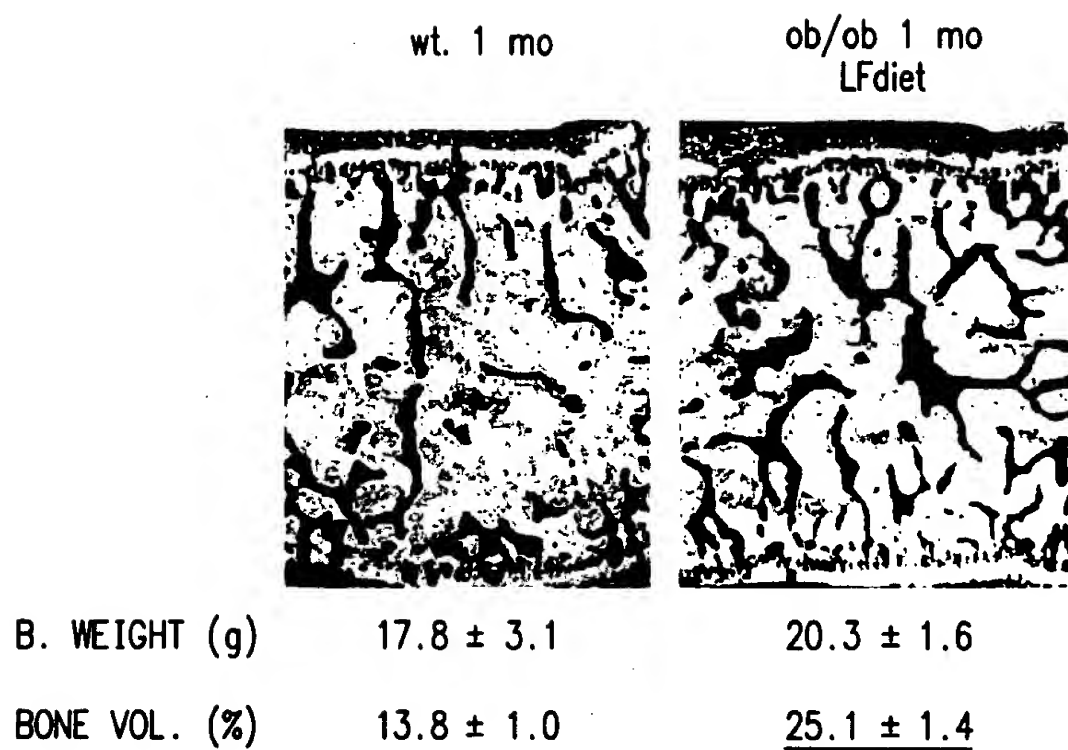 wt. 1 mo
ob/ob 1 mo
LFdiet
B. WEIGHT (g) 17.8 ± 3.1 20.3 ± 1.6
BONE VOL. (%) 13.8 ± 1.0 25.1 ± 1.4